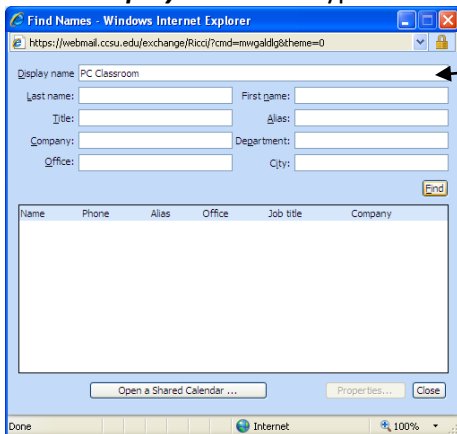 Find Names - Windows Internet Explorer
https://webmail.ccsu.edu/exchange/Ricci/?cmd=mwgaldlg&theme=0
Display name PC Classroom
Last name: First name:
Title: Alias:
Company: Department:
Office: City:
Find
Name Phone Alias Office Job title Company
Open a Shared Calendar ... Properties... Close
Done Internet 100%